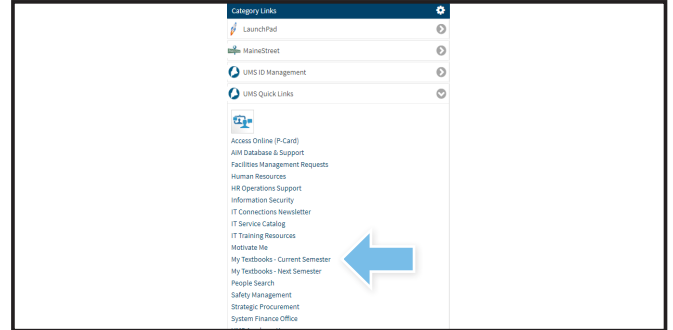 Category Links
LaunchPad
MaineStreet
UMS ID Management
UMS Quick Links
Access Online (P-Card)
AIM Database & Support
Facilities Management Requests
Human Resources
HR Operations Support
Information Security
IT Connections Newsletter
IT Service Catalog
IT Training Resources
Motivate Me
My Textbooks - Current Semester
My Textbooks - Next Semester
People Search
Safety Management
Strategic Procurement
System Finance Office